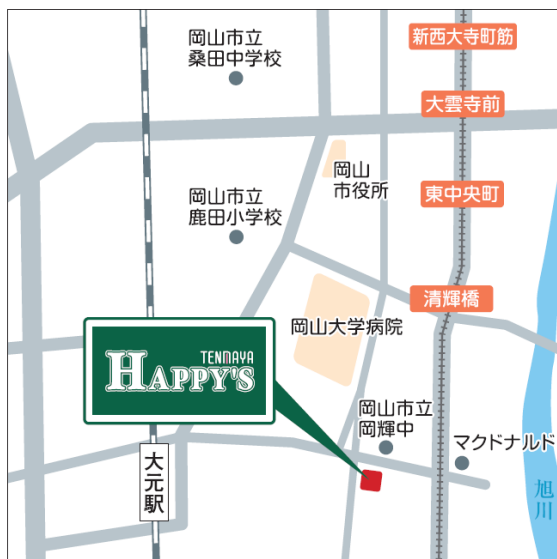 新西大寺町筋
岡山市立
桑田中学校
大雲寺前
岡山
市役所
東中央町
岡山市立
鹿田小学校
清輝橋
岡山大学病院
TENMAYA
HAPPY'S
岡山市立
岡輝中
マクドナルド
大元駅
旭川